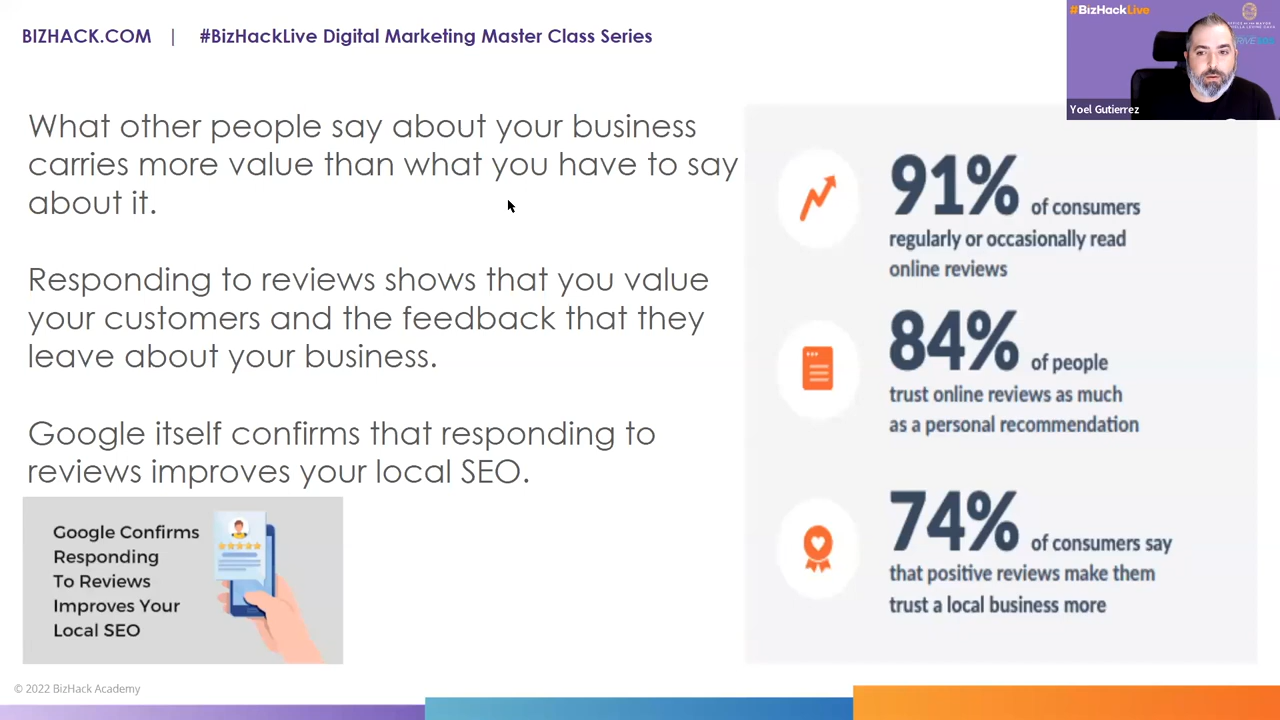 BIZHACK.COM | #BizHackLive Digital Marketing Master Class Series
#BizHackLive
Yoel Gutierrez
What other people say about your business
carries more value than what you have to say
about it.
Responding to reviews shows that you value
your customers and the feedback that they
leave about your business.
Google itself confirms that responding to
reviews improves your local SEO.
Google Confirms
Responding
To Reviews
Improves Your
Local SEO
91% of consumers
regularly or occasionally read
online reviews
84% of people
trust online reviews as much
as a personal recommendation
74% of consumers say
that positive reviews make them
trust a local business more
© 2022 BizHack Academy